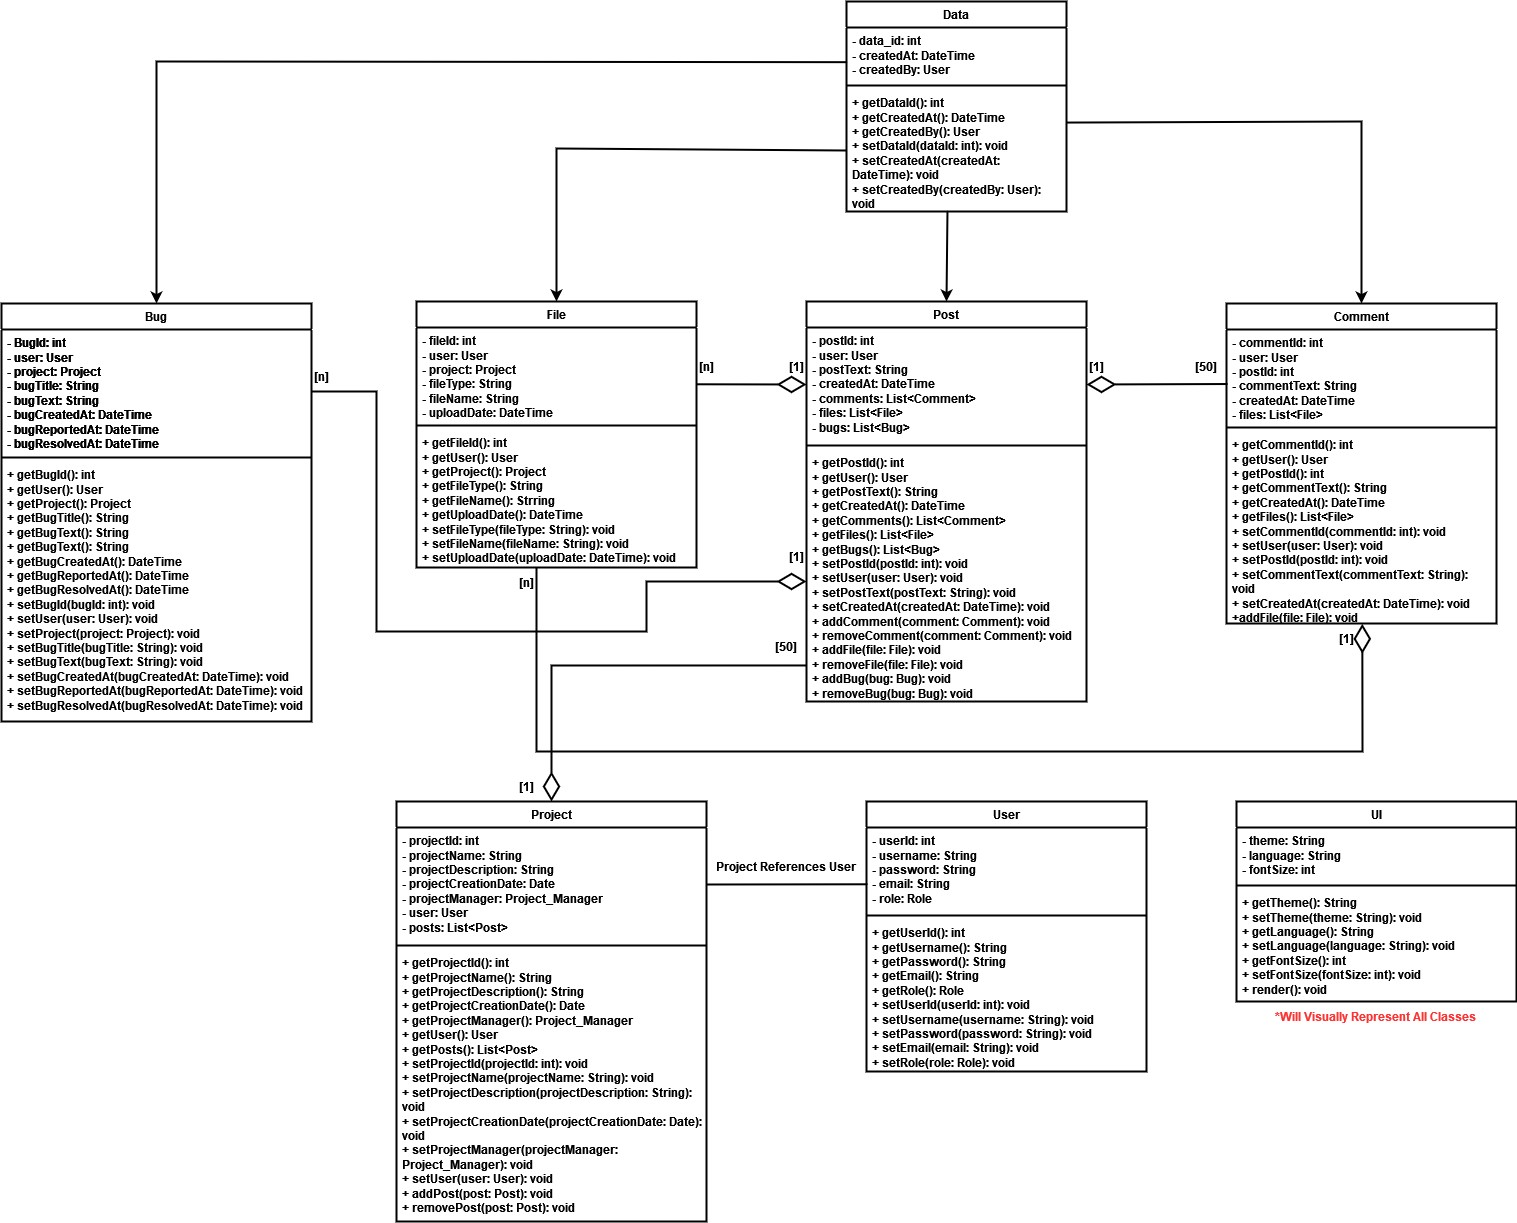 Data
- data_id: int
- createdAt: DateTime
- createdBy: User
+ getDataId(): int
+ getCreatedAt(): DateTime
+ getCreatedBy(): User
+ setDataId(dataId: int): void
+ setCreatedAt(createdAt:
DateTime): void
+ setCreatedBy(createdBy: User):
void
Bug
- BugId: int
- user: User
- project: Project
- bugTitle: String
- bugText: String
- bugCreatedAt: DateTime
- bugReportedAt: DateTime
- bugResolvedAt: DateTime
+ getBugId(): int
+ getUser(): User
+ getProject(): Project
+ getBugTitle(): String
+ getBugText(): String
+ getBugText(): String
+ getBugCreatedAt(): DateTime
+ getBugReportedAt(): DateTime
+ getBugResolvedAt(): DateTime
+ setBugId(bugId: int): void
+ setUser(user: User): void
+ setProject(project: Project): void
+ setBugTitle(bugTitle: String): void
+ setBugText(bugText: String): void
+ setBugCreatedAt(bugCreatedAt: DateTime): void
+ setBugReportedAt(bugReportedAt: DateTime): void
+ setBugResolvedAt(bugResolvedAt: DateTime): void
[n]
File
- fileId: int
- user: User
- project: Project
- fileType: String
- fileName: String
- uploadDate: DateTime
+ getFileId(): int
+ getUser(): User
+ getProject(): Project
+ getFileType(): String
+ getFileName(): Strring
+ getUploadDate(): DateTime
+ setFileType(fileType: String): void
+ setFileName(fileName: String): void
+ setUploadDate(uploadDate: DateTime): void
[n]
[1]
[n]
[1]
[50]
Post
- postId: int
- user: User
- postText: String
- createdAt: DateTime
- comments: List<Comment>
- files: List<File>
- bugs: List<Bug>
+ getPostId(): int
+ getUser(): User
+ getPostText(): String
+ getCreatedAt(): DateTime
+ getComments(): List<Comment>
+ getFiles(): List<File>
+ getBugs(): List<Bug>
+ setPostId(postId: int): void
+ setUser(user: User): void
+ setPostText(postText: String): void
+ setCreatedAt(createdAt: DateTime): void
+ addComment(comment: Comment): void
+ removeComment(comment: Comment): void
+ addFile(file: File): void
+ removeFile(file: File): void
+ addBug(bug: Bug): void
+ removeBug(bug: Bug): void
[1]
[50]
Comment
- commentId: int
- user: User
- postId: int
- commentText: String
- createdAt: DateTime
- files: List<File>
+ getCommentId(): int
+ getUser(): User
+ getPostId(): int
+ getCommentText(): String
+ getCreatedAt(): DateTime
+ getFiles(): List<File>
+ setCommentId(commentId: int): void
+ setUser(user: User): void
+ setPostId(postId: int): void
+ setCommentText(commentText: String):
void
+ setCreatedAt(createdAt: DateTime): void
+addFile(file: File): void
[1]
[1]
Project
- projectId: int
- projectName: String
- projectDescription: String
- projectCreationDate: Date
- projectManager: Project_Manager
- user: User
- posts: List<Post>
+ getProjectId(): int
+ getProjectName(): String
+ getProjectDescription(): String
+ getProjectCreationDate(): Date
+ getProjectManager(): Project_Manager
+ getUser(): User
+ getPosts(): List<Post>
+ setProjectId(projectId: int): void
+ setProjectName(projectName: String): void
+ setProjectDescription(projectDescription: String):
void
+ setProjectCreationDate(projectCreationDate: Date):
void
+ setProjectManager(projectManager:
Project_Manager): void
+ setUser(user: User): void
+ addPost(post: Post): void
+ removePost(post: Post): void
Project References User
User
- userId: int
- username: String
- password: String
- email: String
- role: Role
+ getUserId(): int
+ getUsername(): String
+ getPassword(): String
+ getEmail(): String
+ getRole(): Role
+ setUserId(userId: int): void
+ setUsername(username: String): void
+ setPassword(password: String): void
+ setEmail(email: String): void
+ setRole(role: Role): void
UI
- theme: String
- language: String
- fontSize: int
+ getTheme(): String
+ setTheme(theme: String): void
+ getLanguage(): String
+ setLanguage(language: String): void
+ getFontSize(): int
+ setFontSize(fontSize: int): void
+ render(): void
*Will Visually Represent All Classes